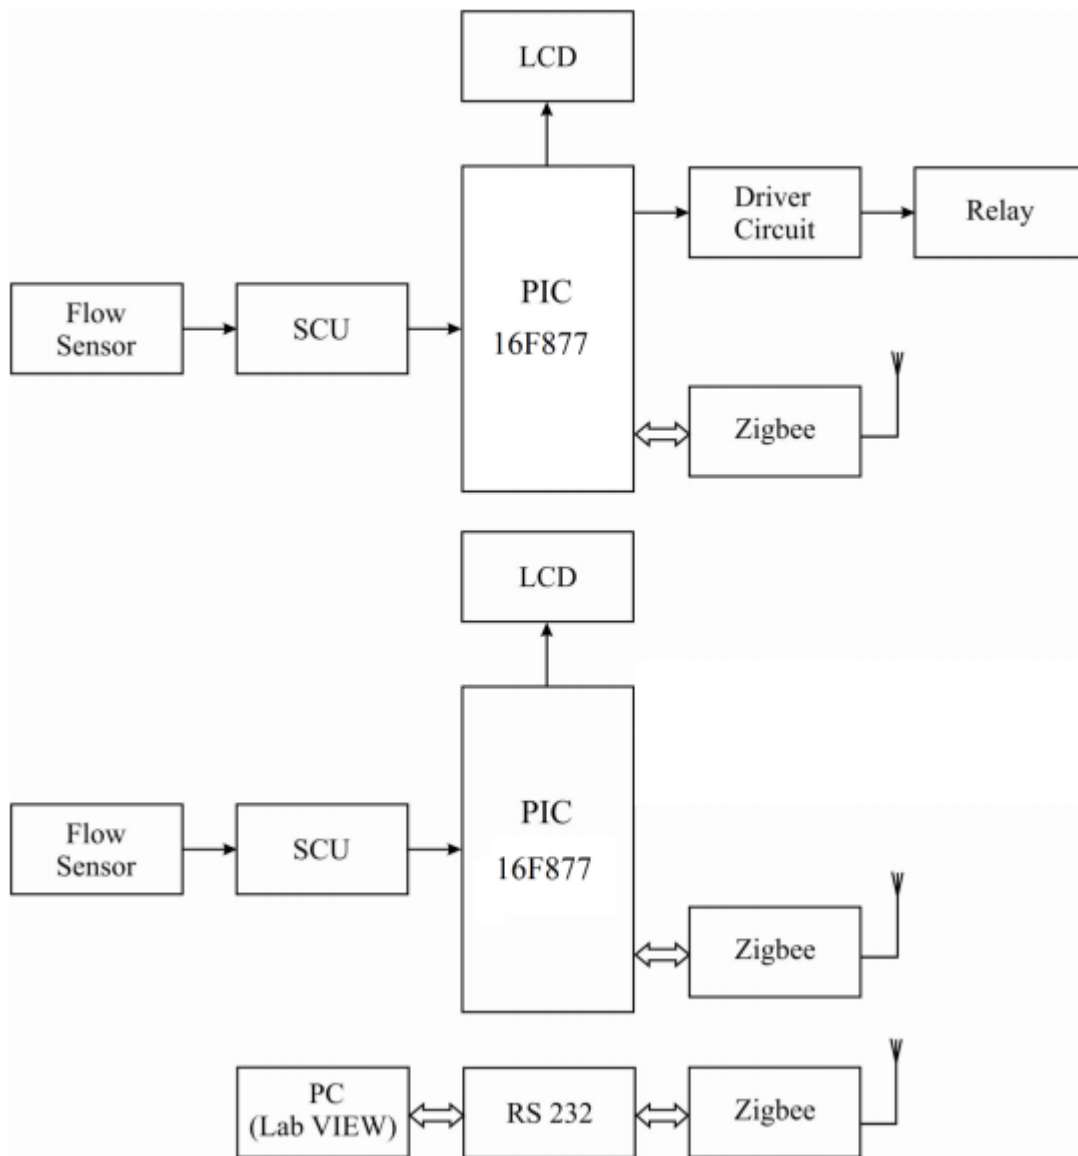 LCD
Driver
Circuit
Relay
Flow
Sensor
SCU
PIC
16F877
Zigbee
LCD
Flow
Sensor
SCU
PIC
16F877
Zigbee
PC
(Lab VIEW)
RS 232
Zigbee